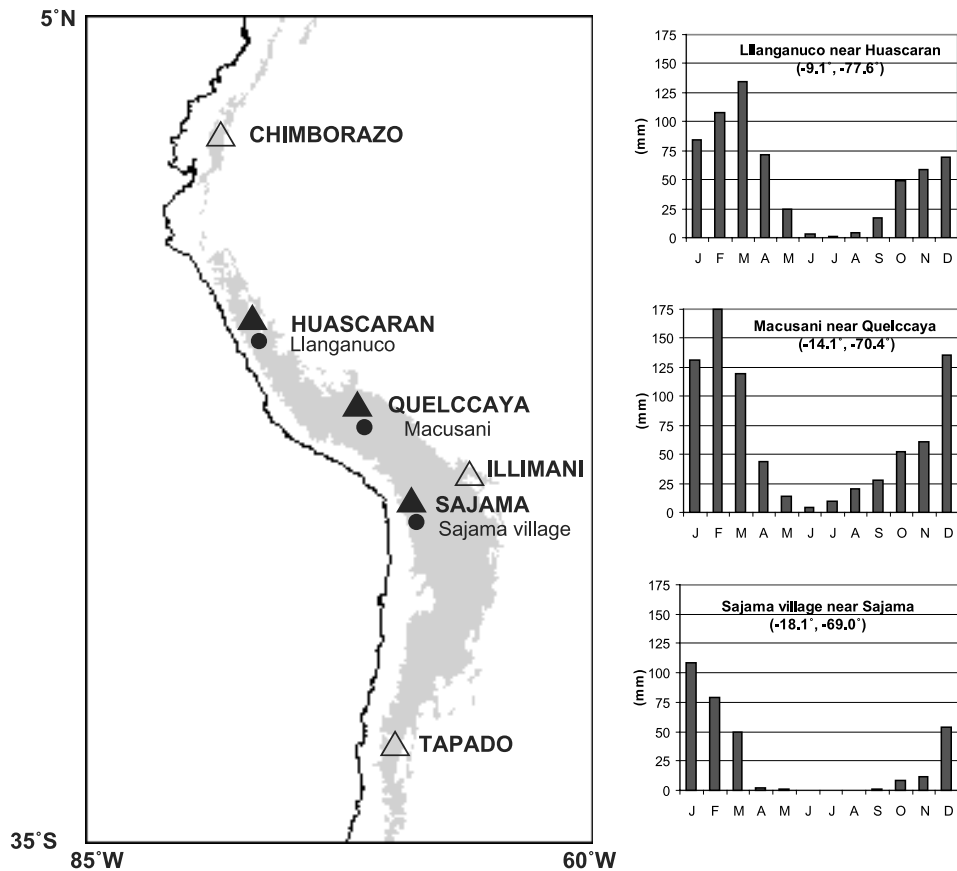 5˚N
CHIMBORAZO
HUASCARAN
Llanganuco
QUELCCAYA
Macusani
ILLIMANI
SAJAMA
Sajama village
TAPADO
35˚S
85˚W
60˚W
Llanganuco near Huascaran
(-9.1˚, -77.6˚)
(mm)
175
150
125
100
75
50
25
0
J F M A M J J A S O N D
Macusani near Quelccaya
(-14.1˚, -70.4˚)
(mm)
175
150
125
100
75
50
25
0
J F M A M J J A S O N D
Sajama village near Sajama
(-18.1˚, -69.0˚)
(mm)
175
150
125
100
75
50
25
0
J F M A M J J A S O N D